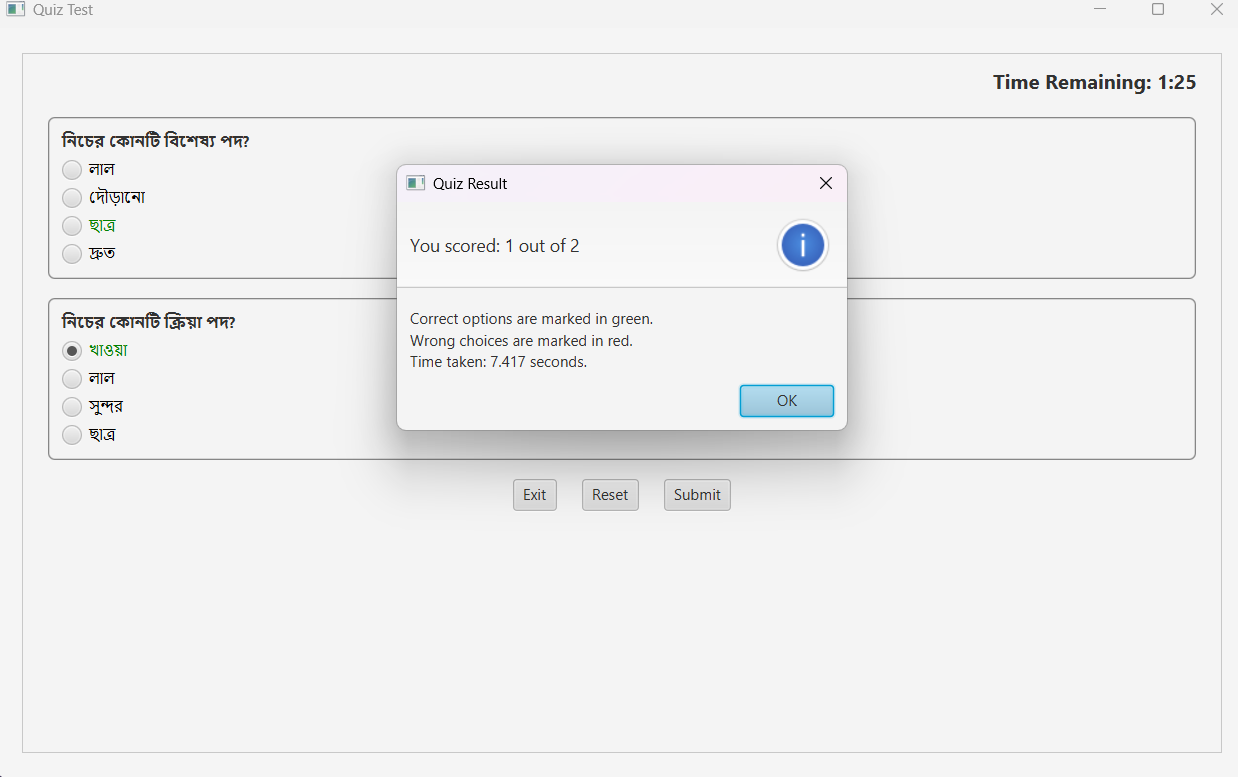 Quiz Test
Time Remaining: 1:25
নিচের কোনটি বিশেষ্য পদ?
লাল
দৌড়ানো
ছাত্র
দ্রুত
নিচের কোনটি ক্রিয়া পদ?
খাওয়া
লাল
সুন্দর
ছাত্র
Quiz Result
You scored: 1 out of 2
Correct options are marked in green.
Wrong choices are marked in red.
Time taken: 7.417 seconds.
OK
Exit
Reset
Submit